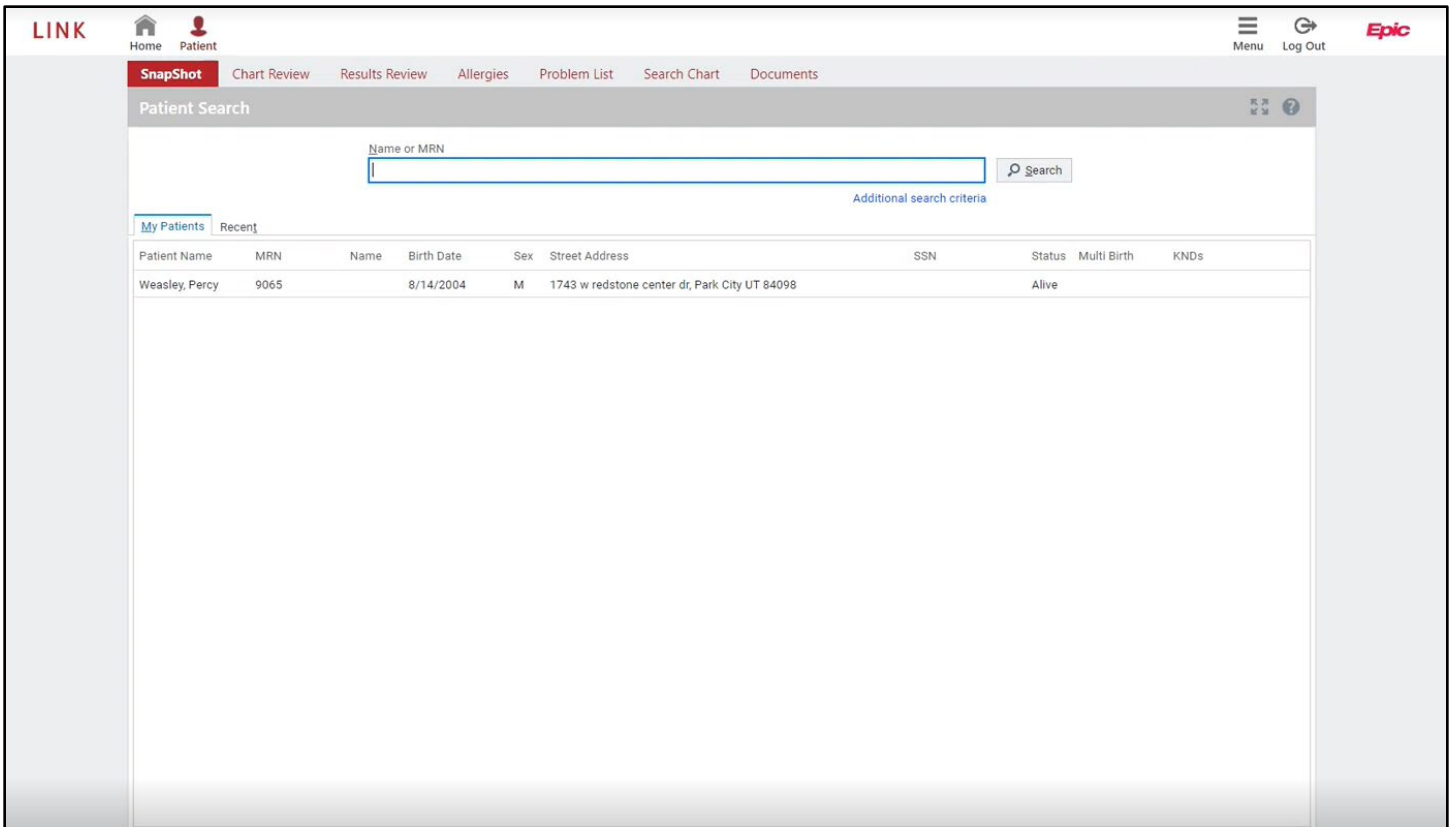 LINK
Home Patient
Menu Log Out
Epic
SnapShot Chart Review Results Review Allergies Problem List Search Chart Documents
Patient Search
Name or MRN
Search
Additional search criteria
My Patients Recent
Patient Name MRN Name Birth Date Sex Street Address SSN Status Multi Birth KNDs
Weasley, Percy 9065 8/14/2004 M 1743 w redstone center dr, Park City UT 84098 Alive